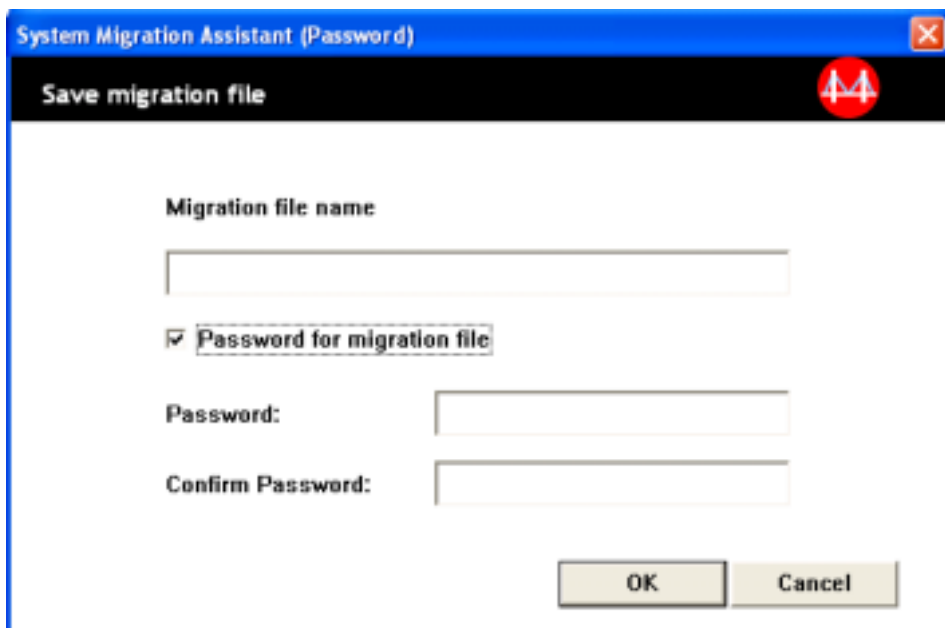 System Migration Assistant (Password)
Save migration file
Migration file name
Password for migration file
Password:
Confirm Password:
OK Cancel